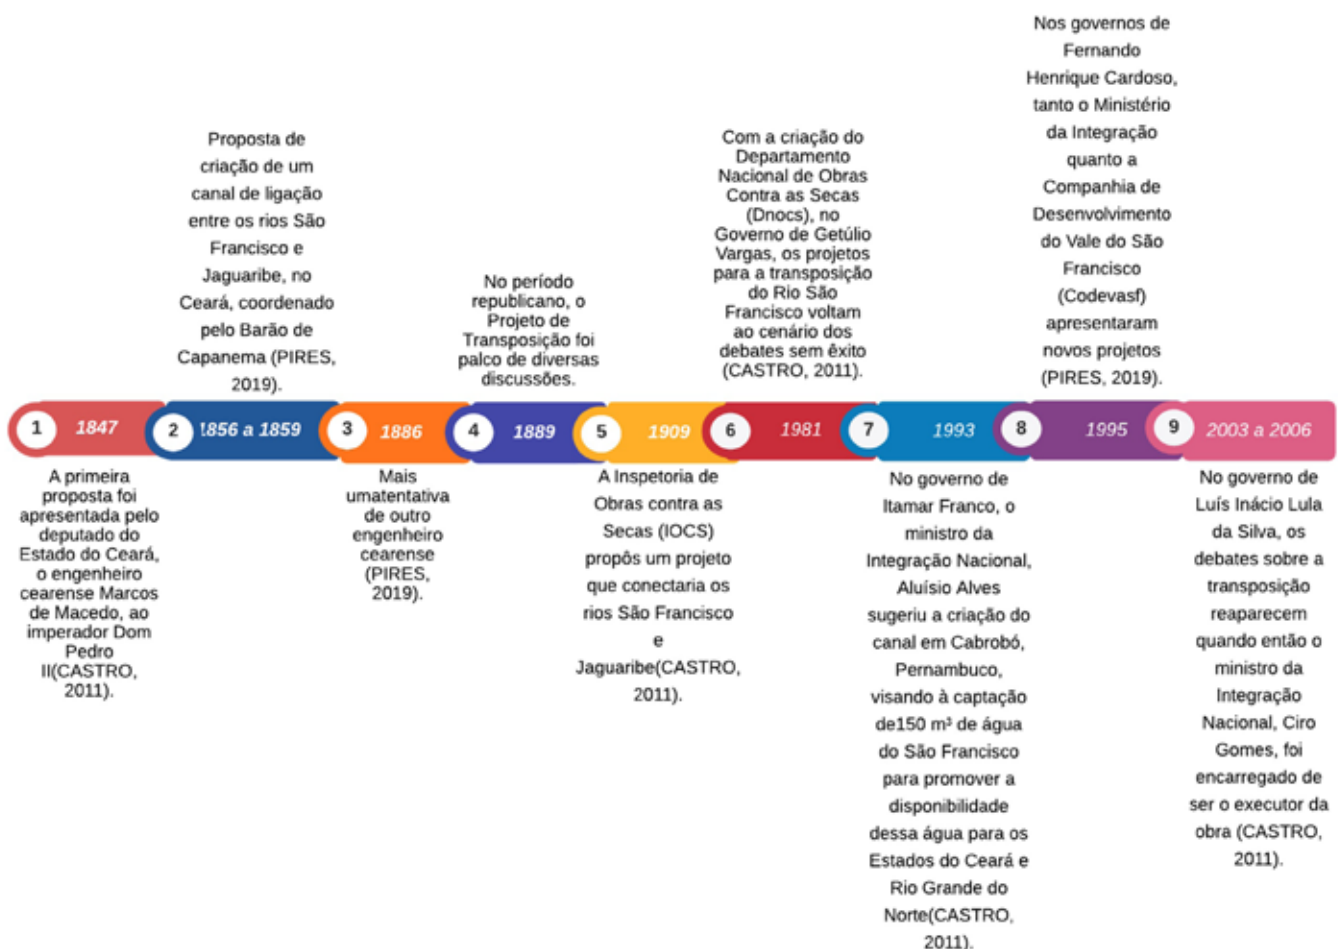 1
1847
A primeira
proposta foi
apresentada pelo
deputado do
Estado do Ceará,
o engenheiro
cearense Marcos
de Macedo, ao
imperador Dom
Pedro
II(CASTRO,
2011).
Proposta de
criação de um
canal de ligação
entre os rios São
Francisco e
Jaguaribe, no
Ceará, coordenado
pelo Barão de
Capanema (PIRES,
2019).
2
1856 a 1859
3
1886
Mais
umatentativa
de outro
engenheiro
cearense
(PIRES,
2019).
No período
republicano, o
Projeto de
Transposição foi
palco de diversas
discussões.
4
1889
5
1909
A Inspetoria de
Obras contra as
Secas (IOCS)
propôs um projeto
que conectaria os
rios São Francisco
e
Jaguaribe(CASTRO,
2011).
Com a criação do
Departamento
Nacional de Obras
Contra as Secas
(Dnocs), no
Governo de Getúlio
Vargas, os projetos
para a transposição
do Rio São
Francisco voltam
ao cenário dos
debates sem êxito
(CASTRO, 2011).
6
1981
7
1993
No governo de
Itamar Franco, o
ministro da
Integração Nacional,
Aluísio Alves
sugeriu a criação do
canal em Cabrobó,
Pernambuco,
visando à captação
de150 m³ de água
do São Francisco
para promover a
disponibilidade
dessa água para os
Estados do Ceará e
Rio Grande do
Norte(CASTRO,
2011).
Nos governos de
Fernando
Henrique Cardoso,
tanto o Ministério
da Integração
quanto a
Companhia de
Desenvolvimento
do Vale do São
Francisco
(Codevasf)
apresentaram
novos projetos
(PIRES, 2019).
8
1995
9
2003 a 2006
No governo de
Luís Inácio Lula
da Silva, os
debates sobre a
transposição
reaparecem
quando então o
ministro da
Integração
Nacional, Ciro
Gomes, foi
encarregado de
ser o executor da
obra (CASTRO,
2011).